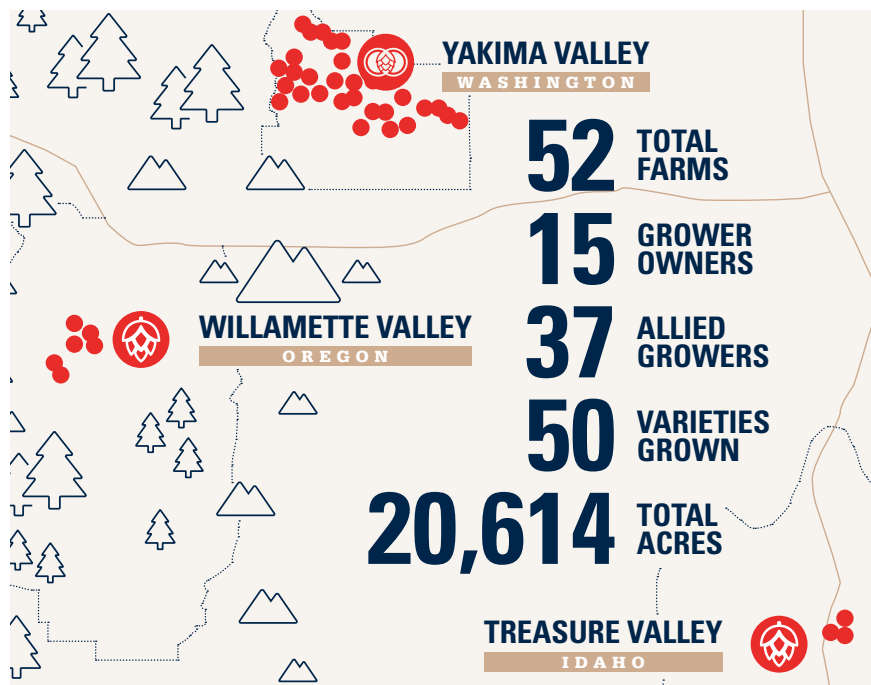 YAKIMA VALLEY
WASHINGTON
52 TOTAL
FARMS
15 GROWER
OWNERS
WILLAMETTE VALLEY
OREGON
37 ALLIED
GROWERS
50 VARIETIES
GROWN
20,614 TOTAL
ACRES
TREASURE VALLEY
IDAHO